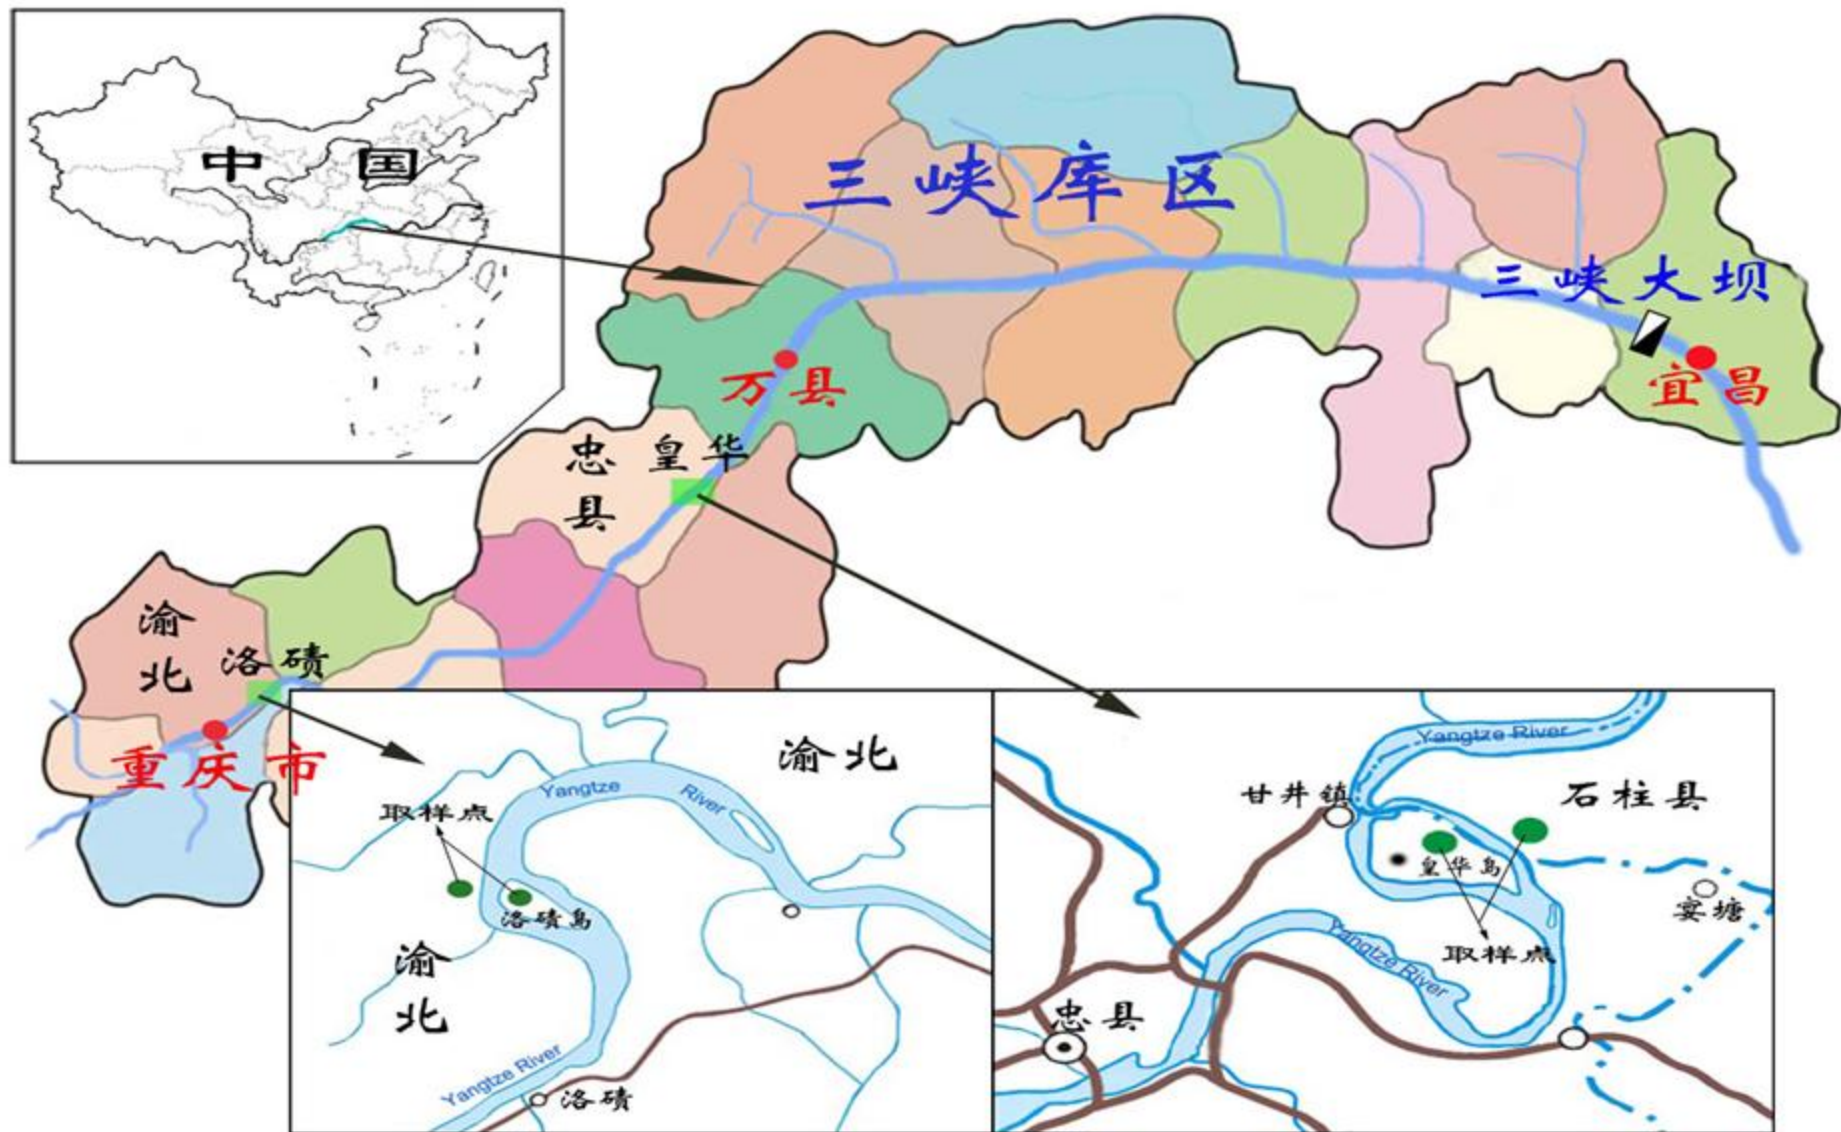 中国
三峡库区
三峡大坝
万县
宜昌
忠县
皇华
渝北
洛碛
重庆市
渝北
取样点
Yangtze River
洛碛岛
渝北
Yangtze River
洛碛
Yangtze River
甘井镇
石柱县
皇华岛
取样点
Yangtze River
忠县